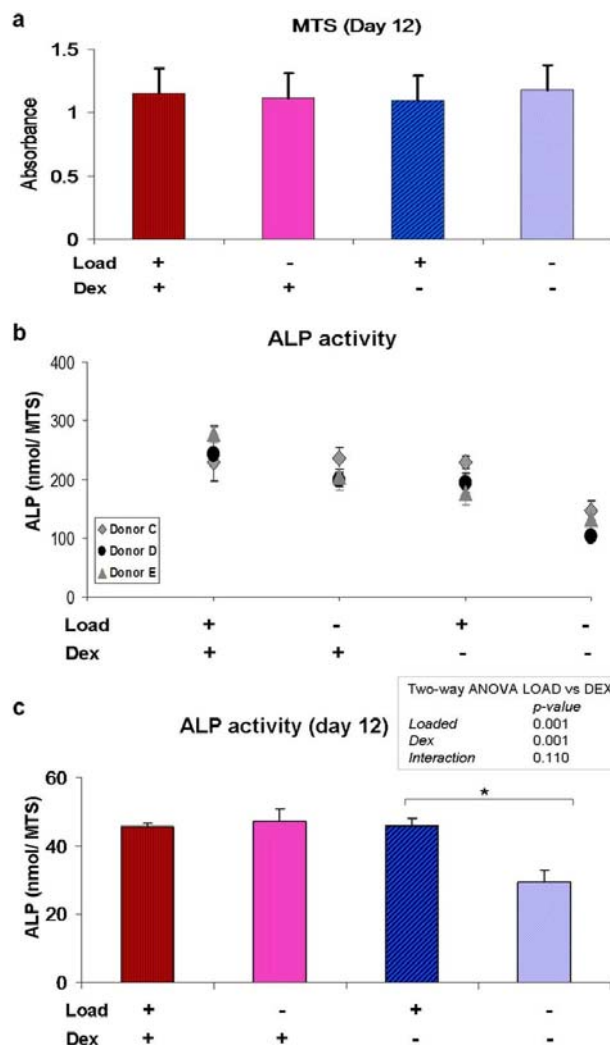 a
MTS (Day 12)
Absorbance
1.5
1
0.5
0
Load + - + -
Dex + + - -
b
ALP activity
ALP (nmol/ MTS)
400
300
200
100
0
Donor C
Donor D
Donor E
Load + - + -
Dex + + - -
Two-way ANOVA LOAD vs DEX
p-value
Loaded 0.001
Dex 0.001
Interaction 0.110
c
ALP activity (day 12)
*
ALP (nmol/ MTS)
60
40
20
0
Load + - + -
Dex + + - -